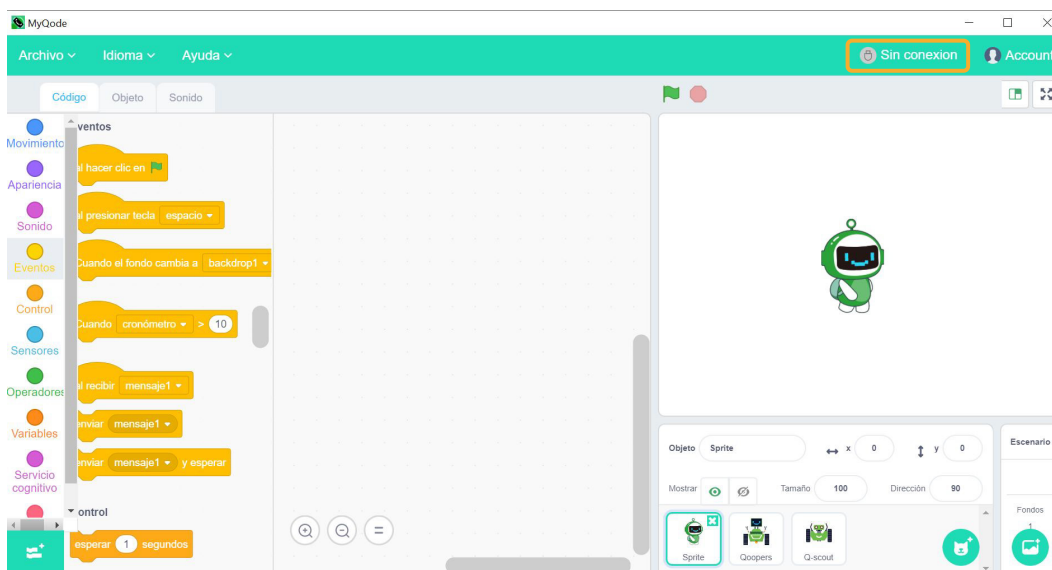 MyQode
Archivo Idioma Ayuda Sin conexion Account
Código Objeto Sonido
Movimiento
Apariencia
Sonido
Eventos
Control
Sensores
Operadores
Variables
Servicio
cognitivo
ventos
al hacer clic en
al presionar tecla espacio
Cuando el fondo cambia a backdrop1
Cuando cronómetro > 10
al recibir mensaje1
enviar mensaje1
enviar mensaje1 y esperar
ontrol
esperar 1 segundos
Objeto Sprite x 0 y 0
Mostrar Tamaño 100 Dirección 90
Sprite Qoopers Q-scout
Escenario
Fondos
1